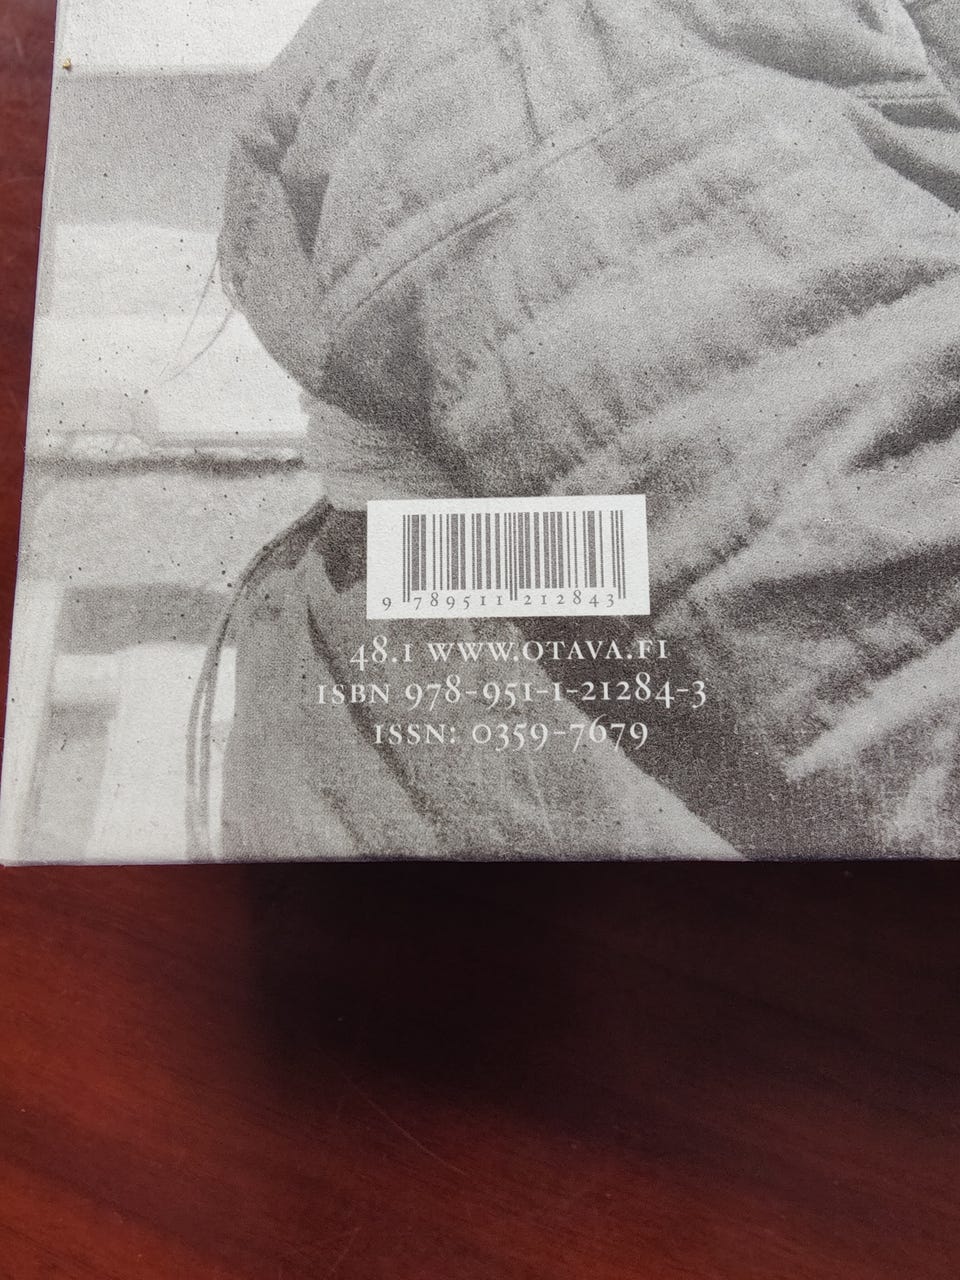 9 789511 212843
48.1 WWW.OTAVA.FI
ISBN 978-951-1-21284-3
ISSN: 0359-7679